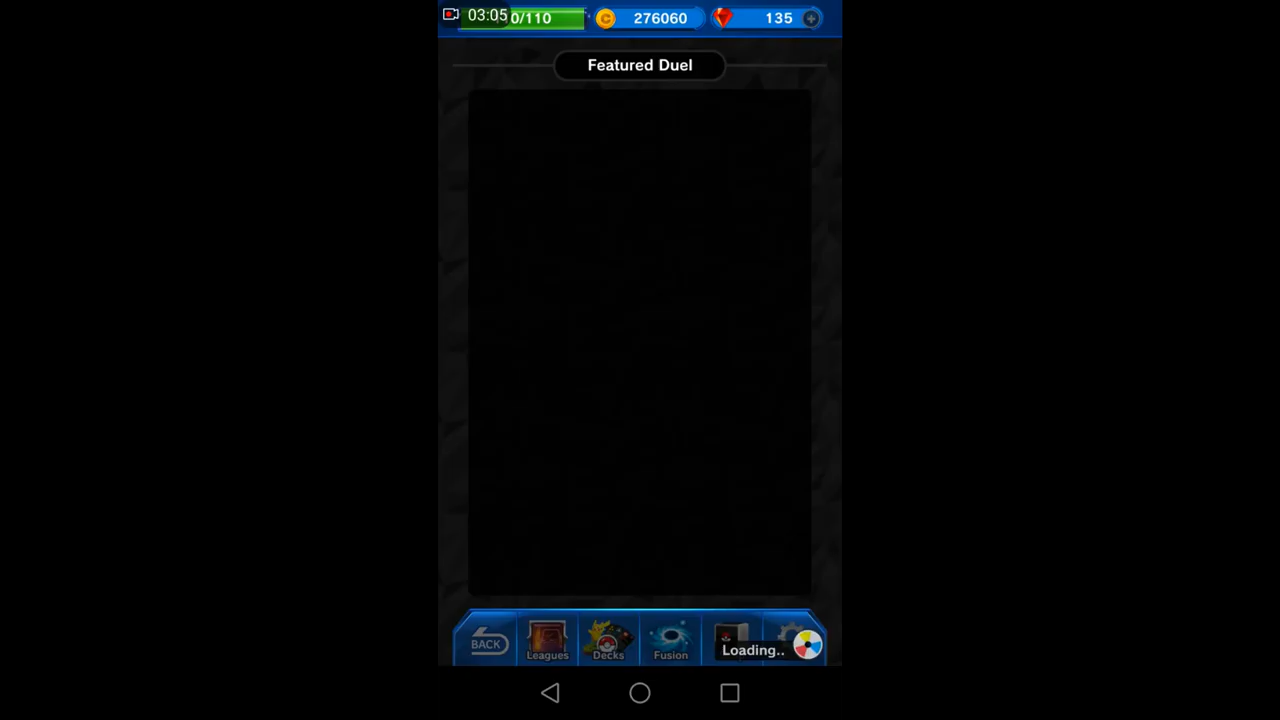 03:05
0/110
C 276060
135
Featured Duel
BACK
Leagues
Decks
Fusion
Loading..